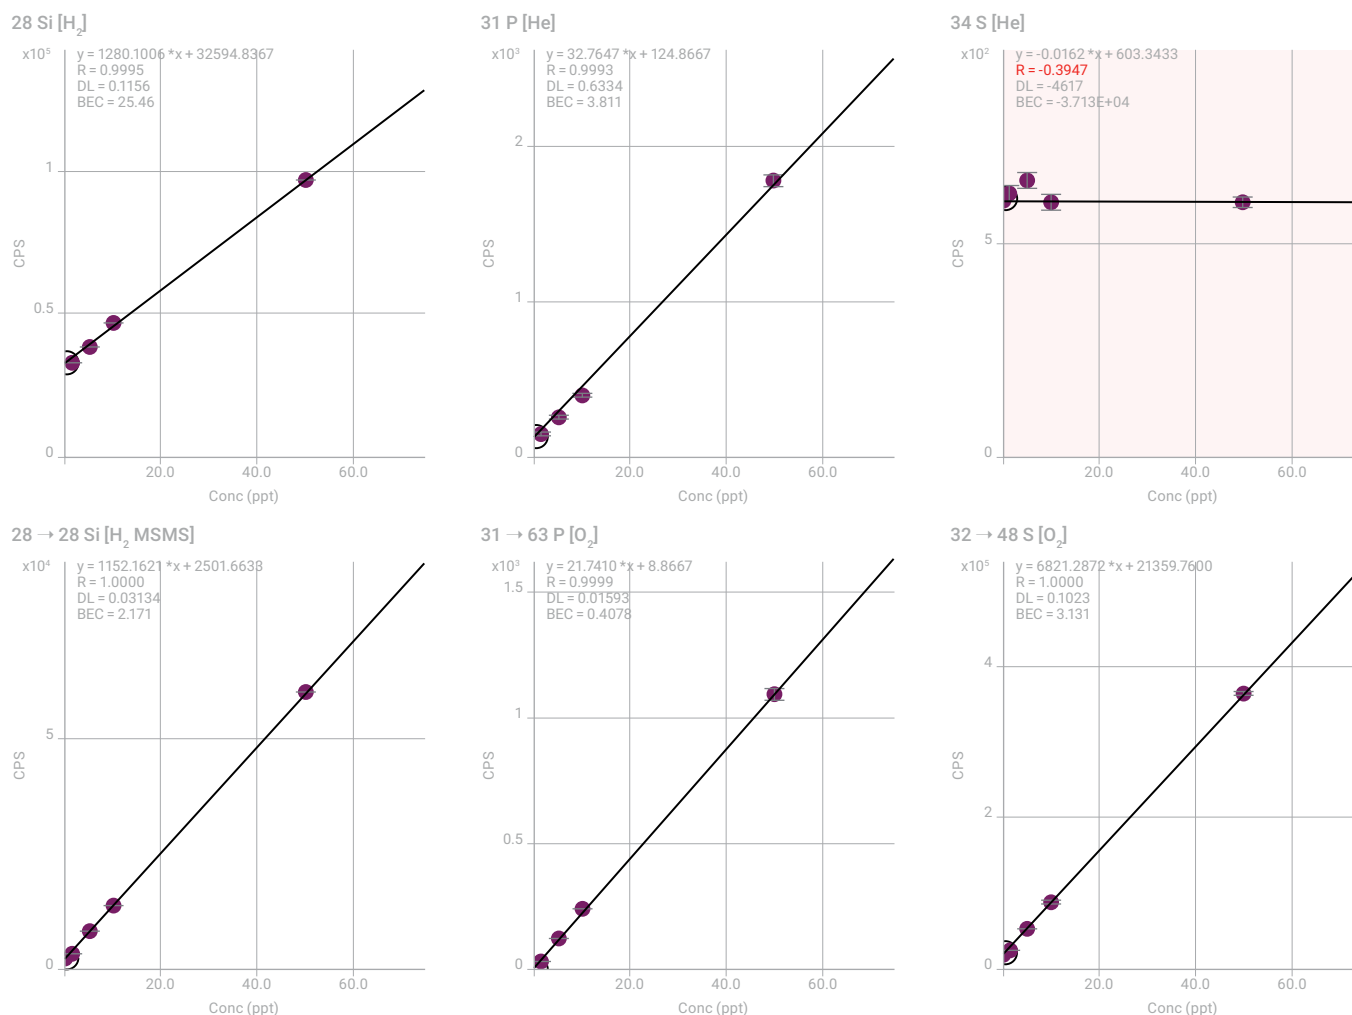 28 Si [H2]
x10⁵
y = 1280.1006 *x + 32594.8367
R = 0.9995
DL = 0.1156
BEC = 25.46
1
0.5
0
CPS
20.0 40.0 60.0
Conc (ppt)
31 P [He]
x10³
y = 32.7647 *x + 124.8667
R = 0.9993
DL = 0.6334
BEC = 3.811
2
1
0
CPS
20.0 40.0 60.0
Conc (ppt)
34 S [He]
x10²
y = -0.0162 *x + 603.3433
R = -0.3947
DL = -4617
BEC = -3.713E+04
5
0
CPS
20.0 40.0 60.0
Conc (ppt)
28 → 28 Si [H2 MSMS]
x10⁴
y = 1152.1621 *x + 2501.6633
R = 1.0000
DL = 0.03134
BEC = 2.171
5
0
CPS
20.0 40.0 60.0
Conc (ppt)
31 → 63 P [O2]
x10³
y = 21.7410 *x + 8.8667
R = 0.9999
DL = 0.01593
BEC = 0.4078
1.5
1
0.5
0
CPS
20.0 40.0 60.0
Conc (ppt)
32 → 48 S [O2]
x10⁵
y = 6821.2872 *x + 21359.7600
R = 1.0000
DL = 0.1023
BEC = 3.131
4
2
0
CPS
20.0 40.0 60.0
Conc (ppt)